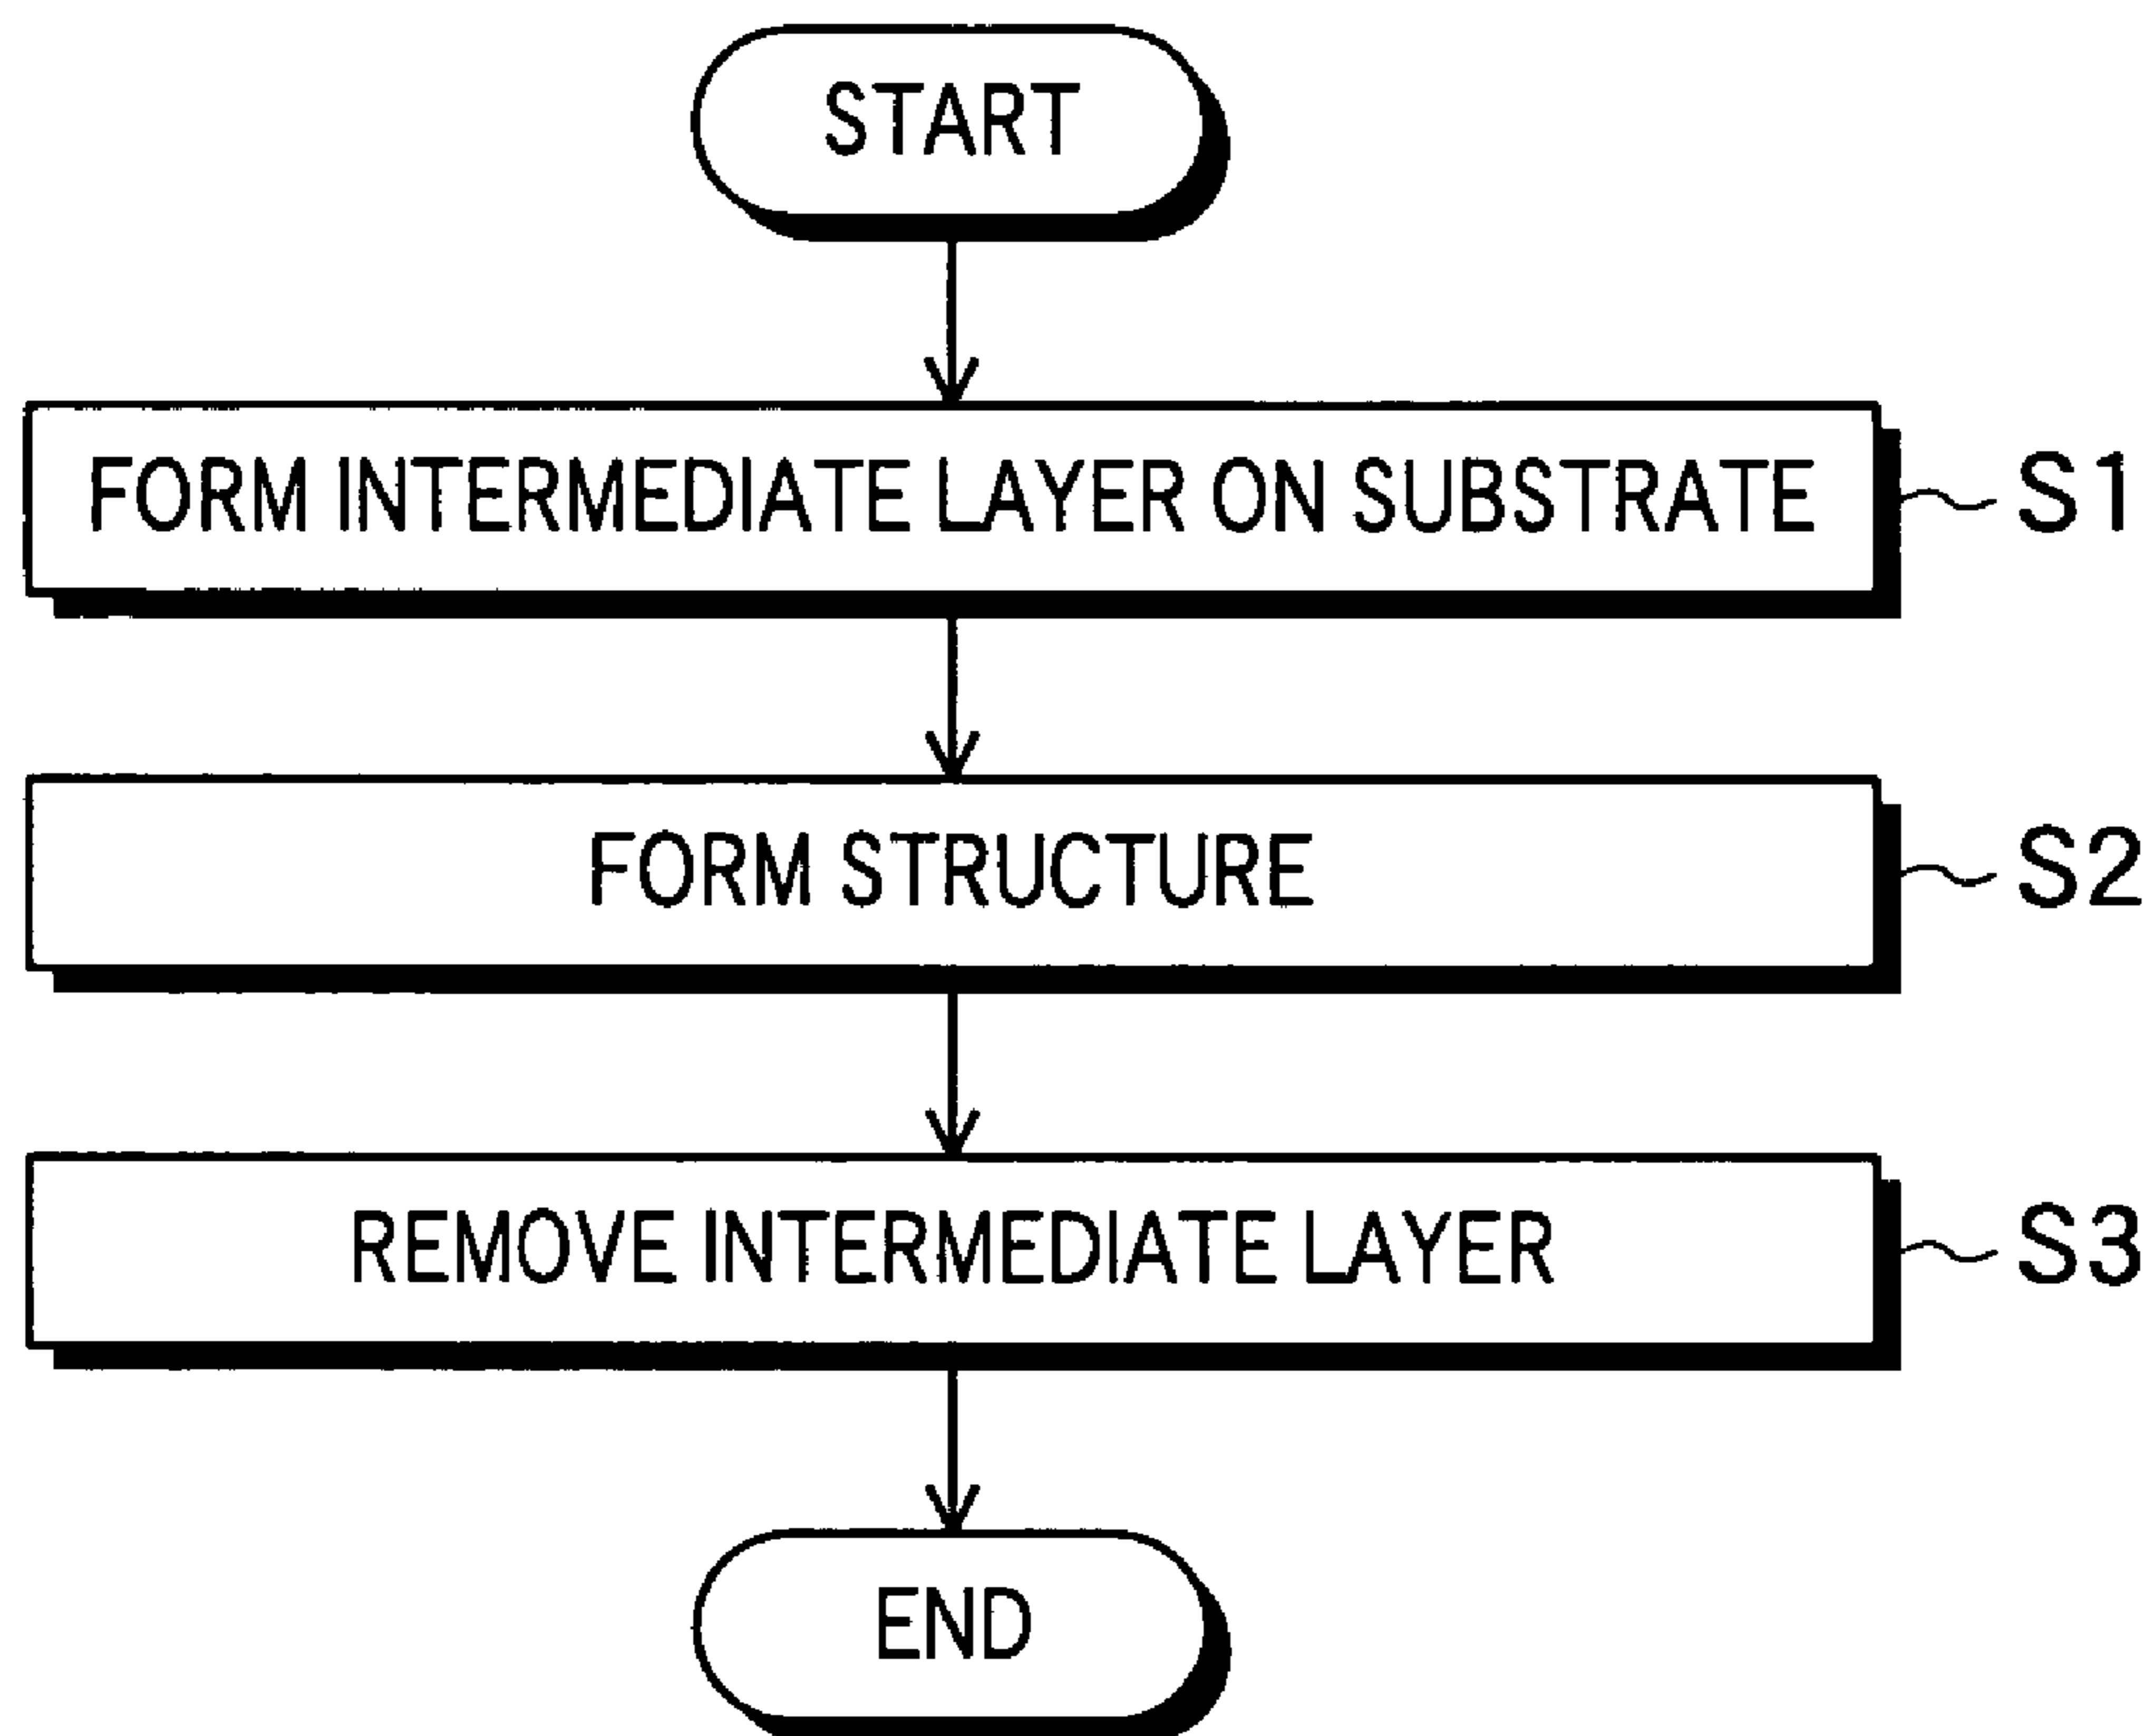 START
FORM INTERMEDIATE LAYER ON SUBSTRATE S1
FORM STRUCTURE S2
REMOVE INTERMEDIATE LAYER S3
END